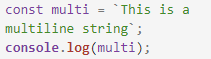 const multi = `This is a
multiline string`;
console.log(multi);